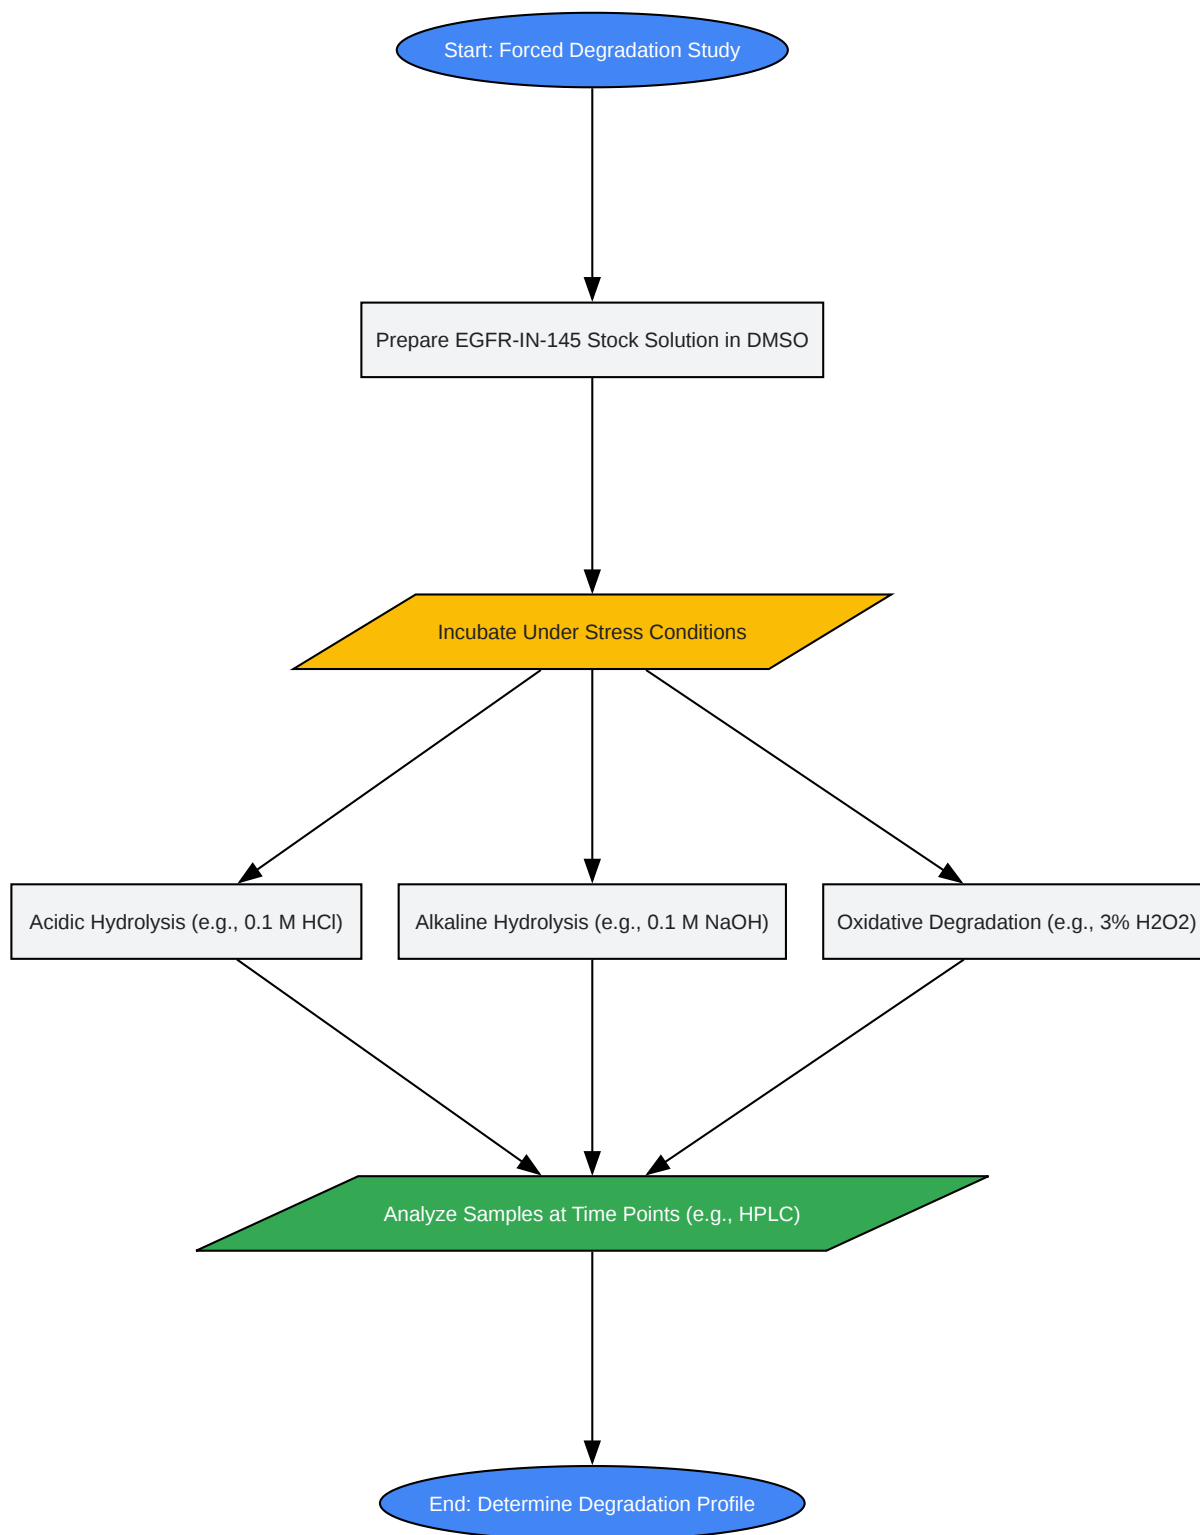 Start: Forced Degradation Study
Prepare EGFR-IN-145 Stock Solution in DMSO
Incubate Under Stress Conditions
Acidic Hydrolysis (e.g., 0.1 M HCl)
Alkaline Hydrolysis (e.g., 0.1 M NaOH)
Oxidative Degradation (e.g., 3% H2O2)
Analyze Samples at Time Points (e.g., HPLC)
End: Determine Degradation Profile